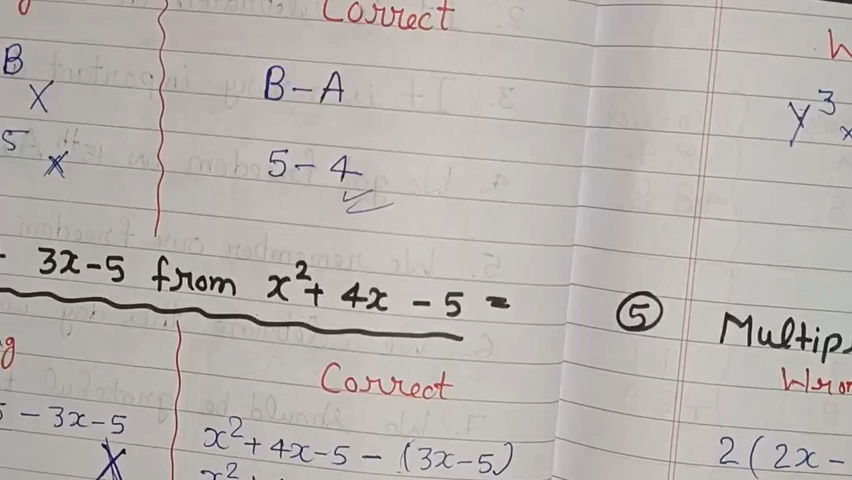 Correct
B
X
B-A
5
x
5-4
3x-5 from x²+ 4x - 5 =
Correct
- 3x-5
X
x²+4x-5 - (3x-5)
y³
⑤
2(2x-